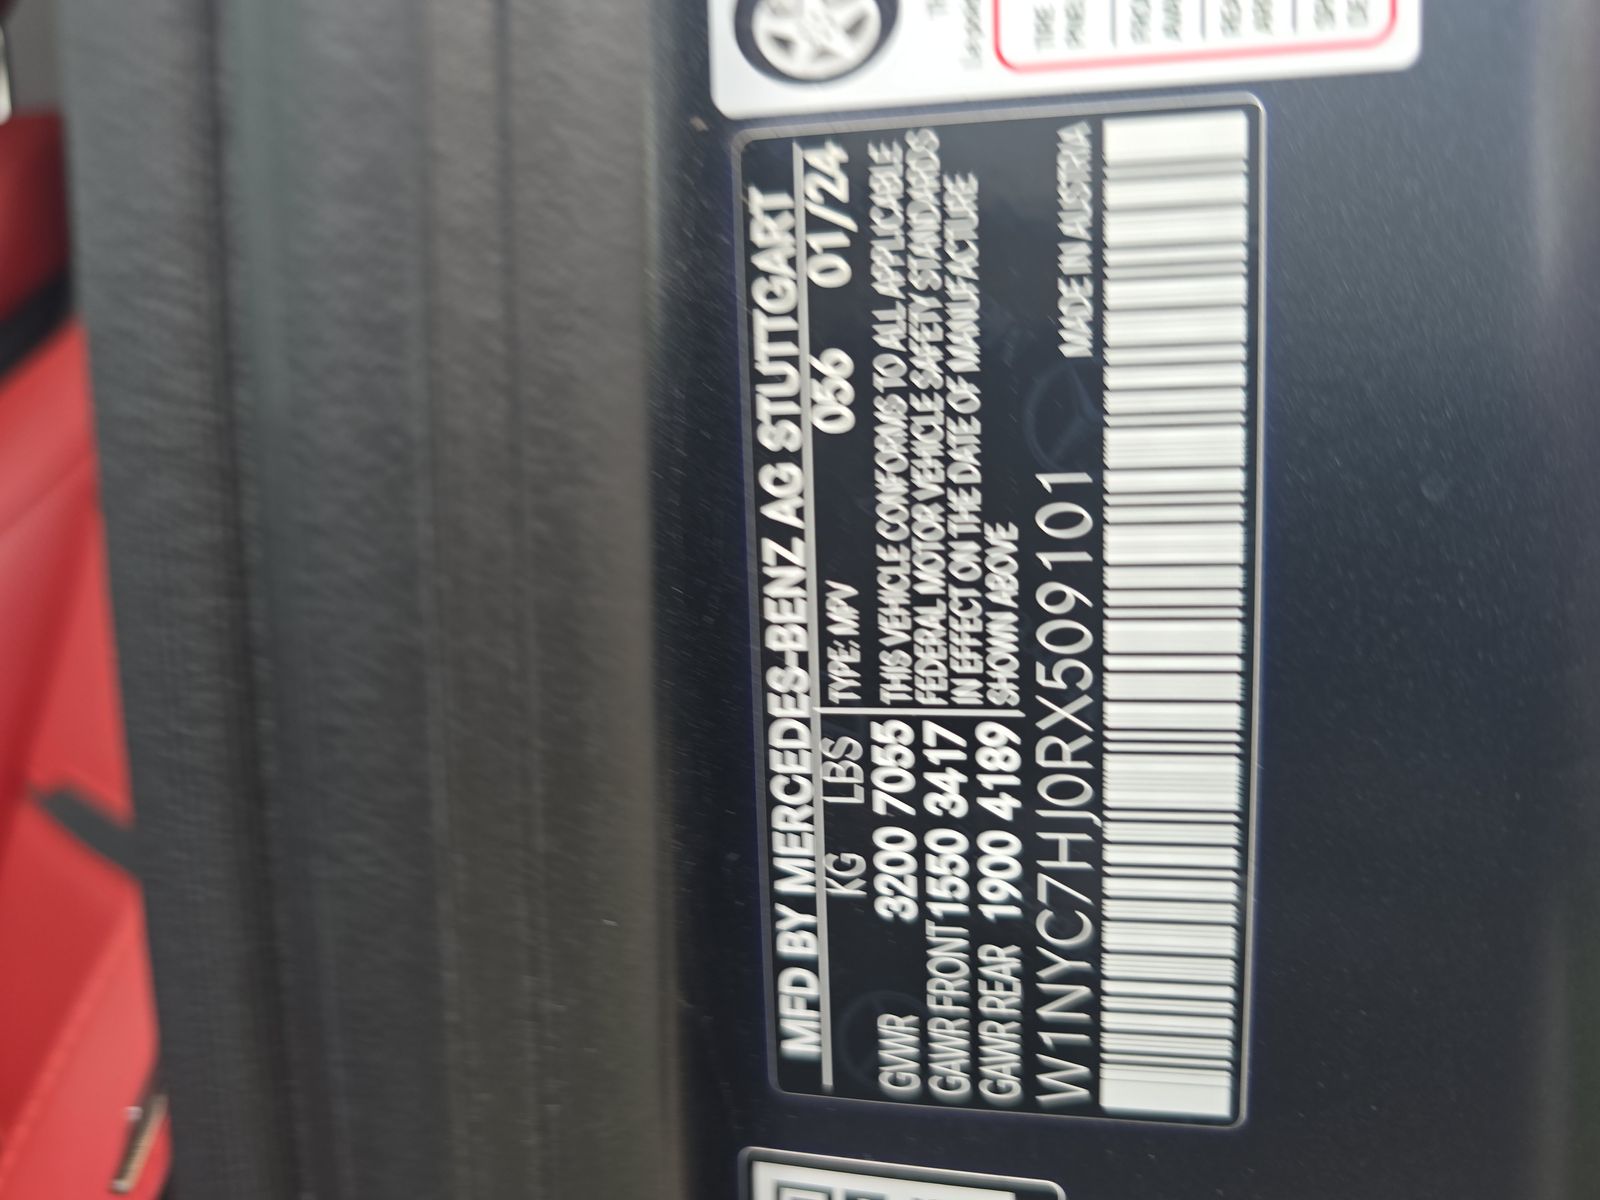 MFD BY MERCEDES-BENZ AG STUTTGART
KG LBS TYPE: MPV 056 01/24
GVWR 3200 7055 THIS VEHICLE CONFORMS TO ALL APPLICABLE
GAWR FRONT 1550 3417 FEDERAL MOTOR VEHICLE SAFETY STANDARDS
IN EFFECT ON THE DATE OF MANUFACTURE
GAWR REAR 1900 4189 SHOWN ABOVE
W1NYC7HJ0RX509101 MADE IN AUSTRIA
TIRE